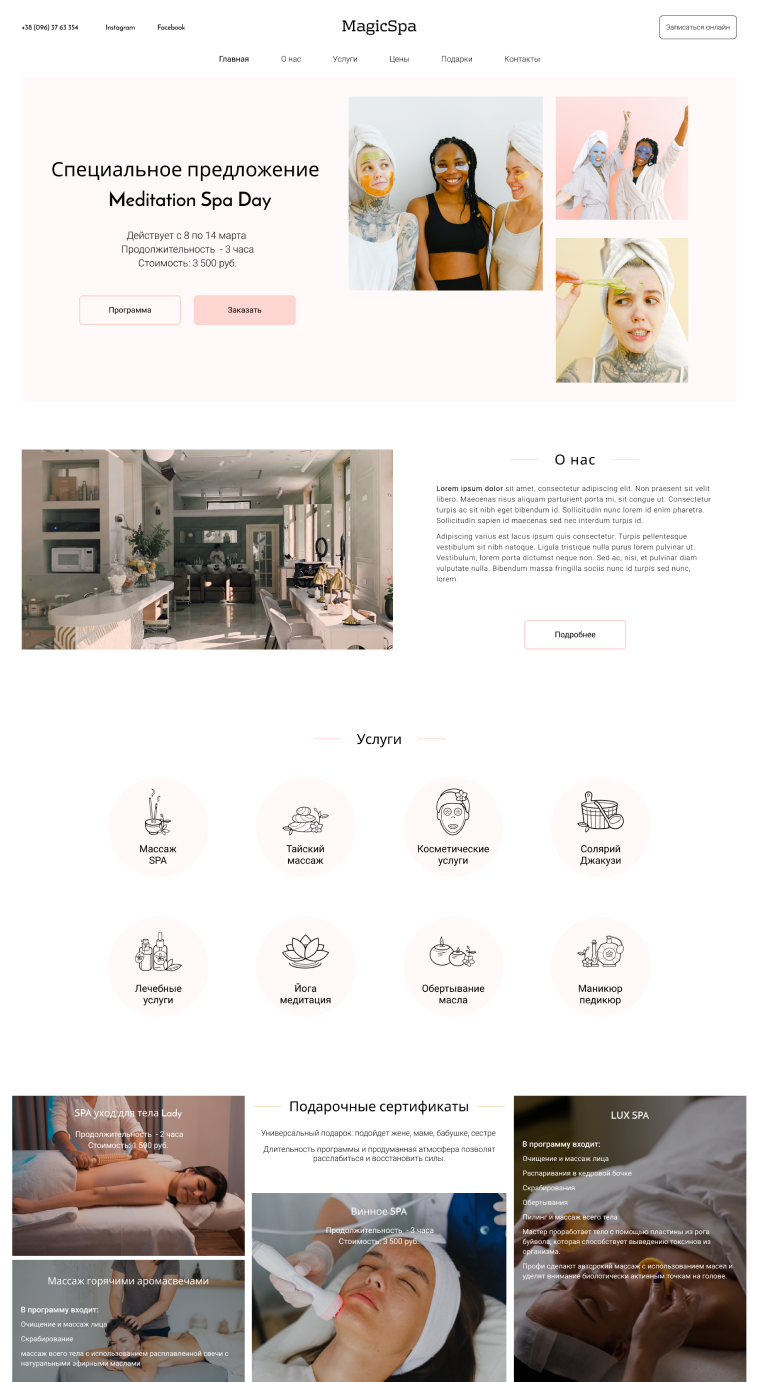 +38 (096) 37 63 354
Instagram
Facebook
MagicSpa
Записаться онлайн
Главная
О нас
Услуги
Цены
Подарки
Контакты
Специальное предложение
Meditation Spa Day
Действует с 8 по 14 марта
Продолжительность - 3 часа
Стоимость: 3 500 руб.
Программа
Заказать
О нас
Lorem ipsum dolor sit amet, consectetur adipiscing elit. Non praesent sit velit
libero. Maecenas risus aliquam parturient porta mi, sit congue ut. Consectetur
turpis ac sit nibh eget bibendum id. Sollicitudin nunc lorem id enim pharetra.
Sollicitudin sapien id maecenas sed nec interdum turpis id.
Adipiscing varius est lacus ipsum quis consectetur. Turpis pellentesque
vestibulum sit nibh natoque. Ligula tristique nulla purus lorem pulvinar ut.
Vestibulum, lorem porta dictumst neque non. Sed ac, nisi, et pulvinar diam
vulputate nulla. Bibendum massa fringilla sociis nunc id turpis sed nunc,
lorem.
Подробнее
Услуги
Массаж
SPA
Тайский
массаж
Косметические
услуги
Солярий
Джакузи
Лечебные
услуги
Йога
медитация
Обертывание
масла
Маникюр
педикюр
SPA уход для тела Lady
Продолжительность - 2 часа
Стоимость: 1 500 руб.
Массаж горячими аромасвечами
В программу входит:
Очищение и массаж лица
Скрабирование
массаж всего тела с использованием расплавленной свечи с
натуральными эфирными маслами
Подарочные сертификаты
Универсальный подарок: подойдет жене, маме, бабушке, сестре
Длительность программы и продуманная атмосфера позволят
расслабиться и восстановить силы.
Винное SPA
Продолжительность - 3 часа
Стоимость: 3 500 руб.
LUX SPA
В программу входит:
Очищение и массаж лица
Распаривания в кедровой бочке
Скрабирования
Обертывания
Пилинг и массаж всего тела
Мастер проработает тело с помощью пластины из рога
буйвола, которая способствует выведению токсинов из
организма.
Профи сделают авторский массаж с использованием масел и
уделят внимание биологически активным точкам на голове.